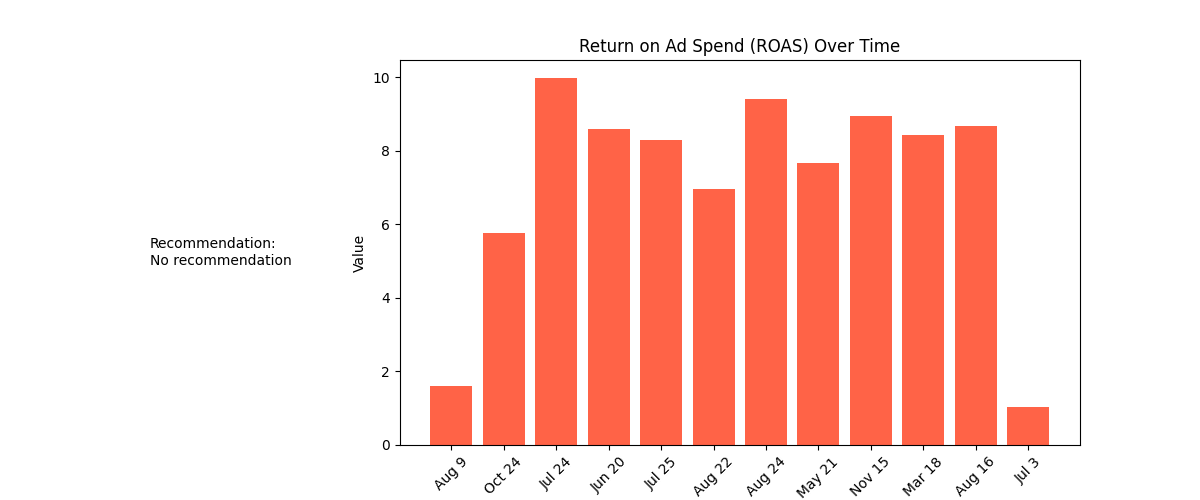 Return on Ad Spend (ROAS) Over Time
Recommendation:
No recommendation
Value
10
8
6
4
2
0
Aug 9
Oct 24
Jul 24
Jun 20
Jul 25
Aug 22
Aug 24
May 21
Nov 15
Mar 18
Aug 16
Jul 3